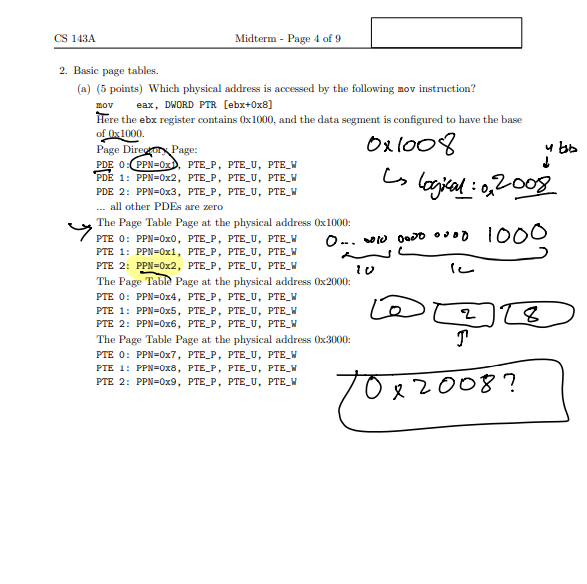 CS 143A Midterm - Page 4 of 9
2. Basic page tables.
(a) (5 points) Which physical address is accessed by the following mov instruction?
mov eax, DWORD PTR [ebx+0x8]
Here the ebx register contains 0x1000, and the data segment is configured to have the base
of 0x1000.
Page Directory Page:
PDE 0: PPN=0x1, PTE_P, PTE_U, PTE_W
PDE 1: PPN=0x2, PTE_P, PTE_U, PTE_W
PDE 2: PPN=0x3, PTE_P, PTE_U, PTE_W
... all other PDEs are zero
The Page Table Page at the physical address 0x1000:
PTE 0: PPN=0x0, PTE_P, PTE_U, PTE_W
PTE 1: PPN=0x1, PTE_P, PTE_U, PTE_W
PTE 2: PPN=0x2, PTE_P, PTE_U, PTE_W
The Page Table Page at the physical address 0x2000:
PTE 0: PPN=0x4, PTE_P, PTE_U, PTE_W
PTE 1: PPN=0x5, PTE_P, PTE_U, PTE_W
PTE 2: PPN=0x6, PTE_P, PTE_U, PTE_W
The Page Table Page at the physical address 0x3000:
PTE 0: PPN=0x7, PTE_P, PTE_U, PTE_W
PTE 1: PPN=0x8, PTE_P, PTE_U, PTE_W
PTE 2: PPN=0x9, PTE_P, PTE_U, PTE_W
0x1008
logical: 0x2008
0... 0010 0000 0000 1000
10 12
0 2 8
0x2008?